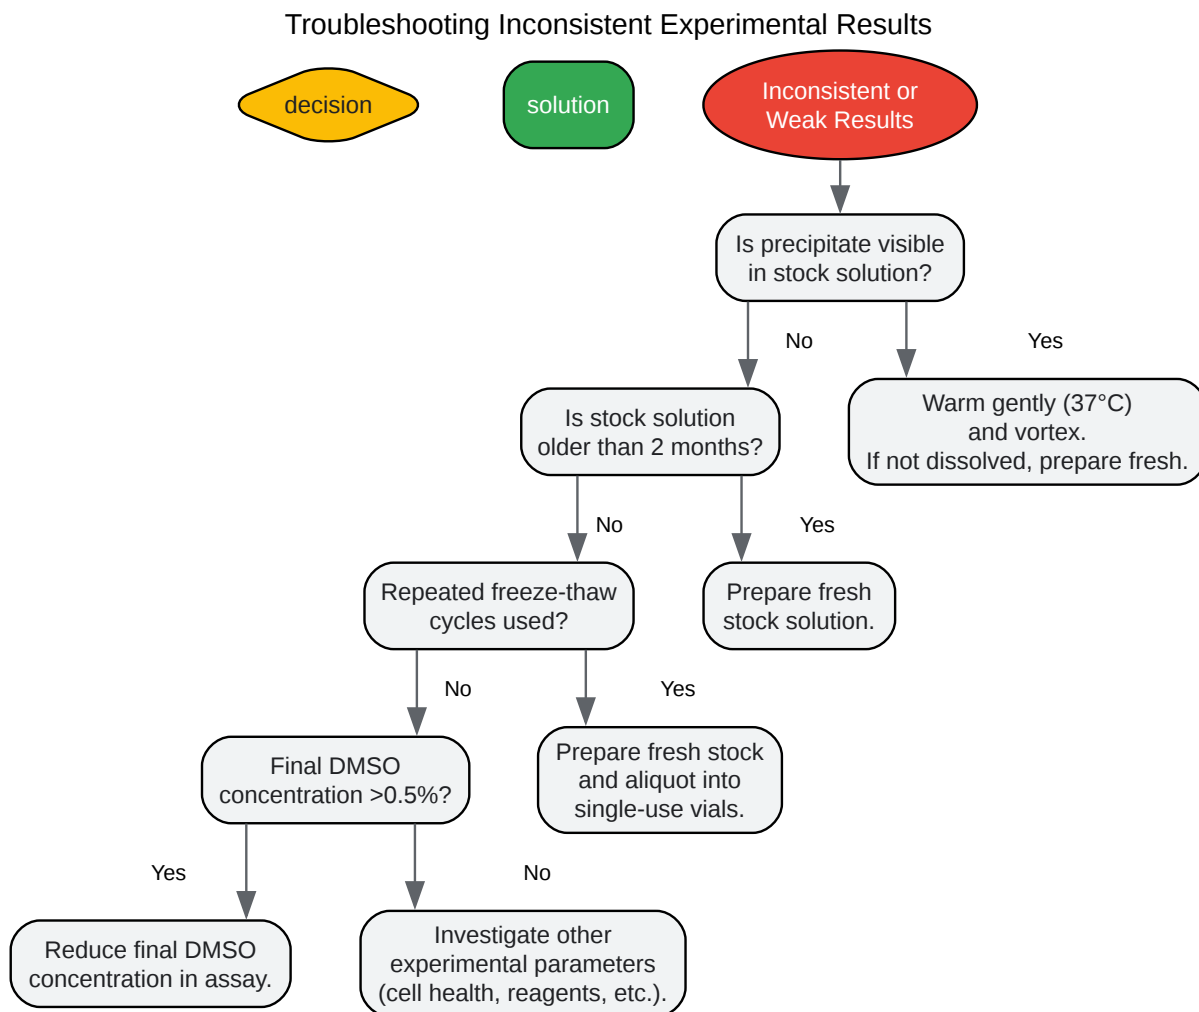 Troubleshooting Inconsistent Experimental Results
decision
solution
Inconsistent or
Weak Results
Is precipitate visible
in stock solution?
No
Yes
Is stock solution
older than 2 months?
Warm gently (37°C)
and vortex.
If not dissolved, prepare fresh.
No
Yes
Repeated freeze-thaw
cycles used?
Prepare fresh
stock solution.
No
Yes
Final DMSO
concentration >0.5%?
Prepare fresh stock
and aliquot into
single-use vials.
Yes
No
Reduce final DMSO
concentration in assay.
Investigate other
experimental parameters
(cell health, reagents, etc.).